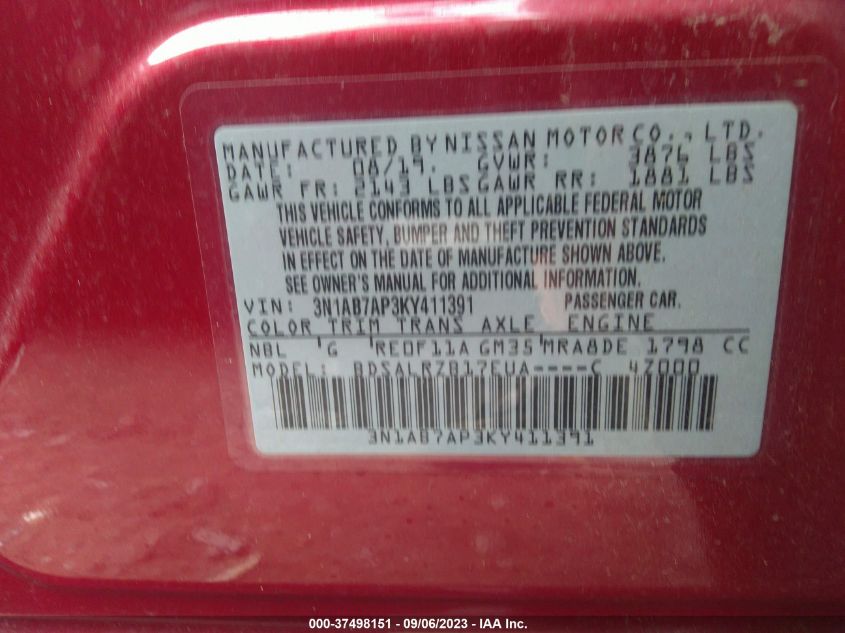 MANUFACTURED BY NISSAN MOTOR CO., LTD.
DATE: 08/19. GVWR: 3876 LBS
GAWR FR: 2143 LBS GAWR RR: 1881 LBS
THIS VEHICLE CONFORMS TO ALL APPLICABLE FEDERAL MOTOR
VEHICLE SAFETY, BUMPER AND THEFT PREVENTION STANDARDS
IN EFFECT ON THE DATE OF MANUFACTURE SHOWN ABOVE.
SEE OWNER'S MANUAL FOR ADDITIONAL INFORMATION.
VIN: 3N1AB7AP3KY411391 PASSENGER CAR.
COLOR TRIM TRANS AXLE ENGINE
NBL 'G 'RE0F11A GM35 'MRA8DE 1798 CC
MODEL: BDSALRZB17EUA----C 4Z000
3N1AB7AP3KY411391
000-37498151 - 09/06/2023 - IAA Inc.